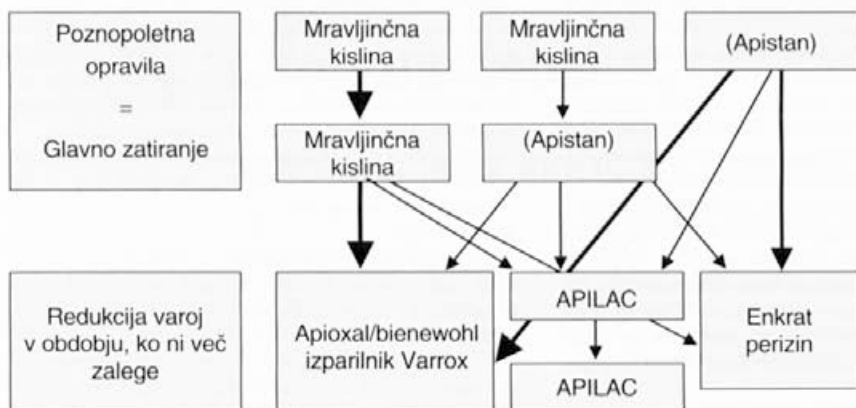 Poznopoletna
opravila
=
Glavno zatiranje
Mravljinčna
kislina
Mravljinčna
kislina
(Apistan)
Mravljinčna
kislina
(Apistan)
Redukcija varoj
v obdobju, ko ni več
zalege
Apioxal/bienewohl
izparilnik Varrox
APILAC
APILAC
Enkrat
perizin